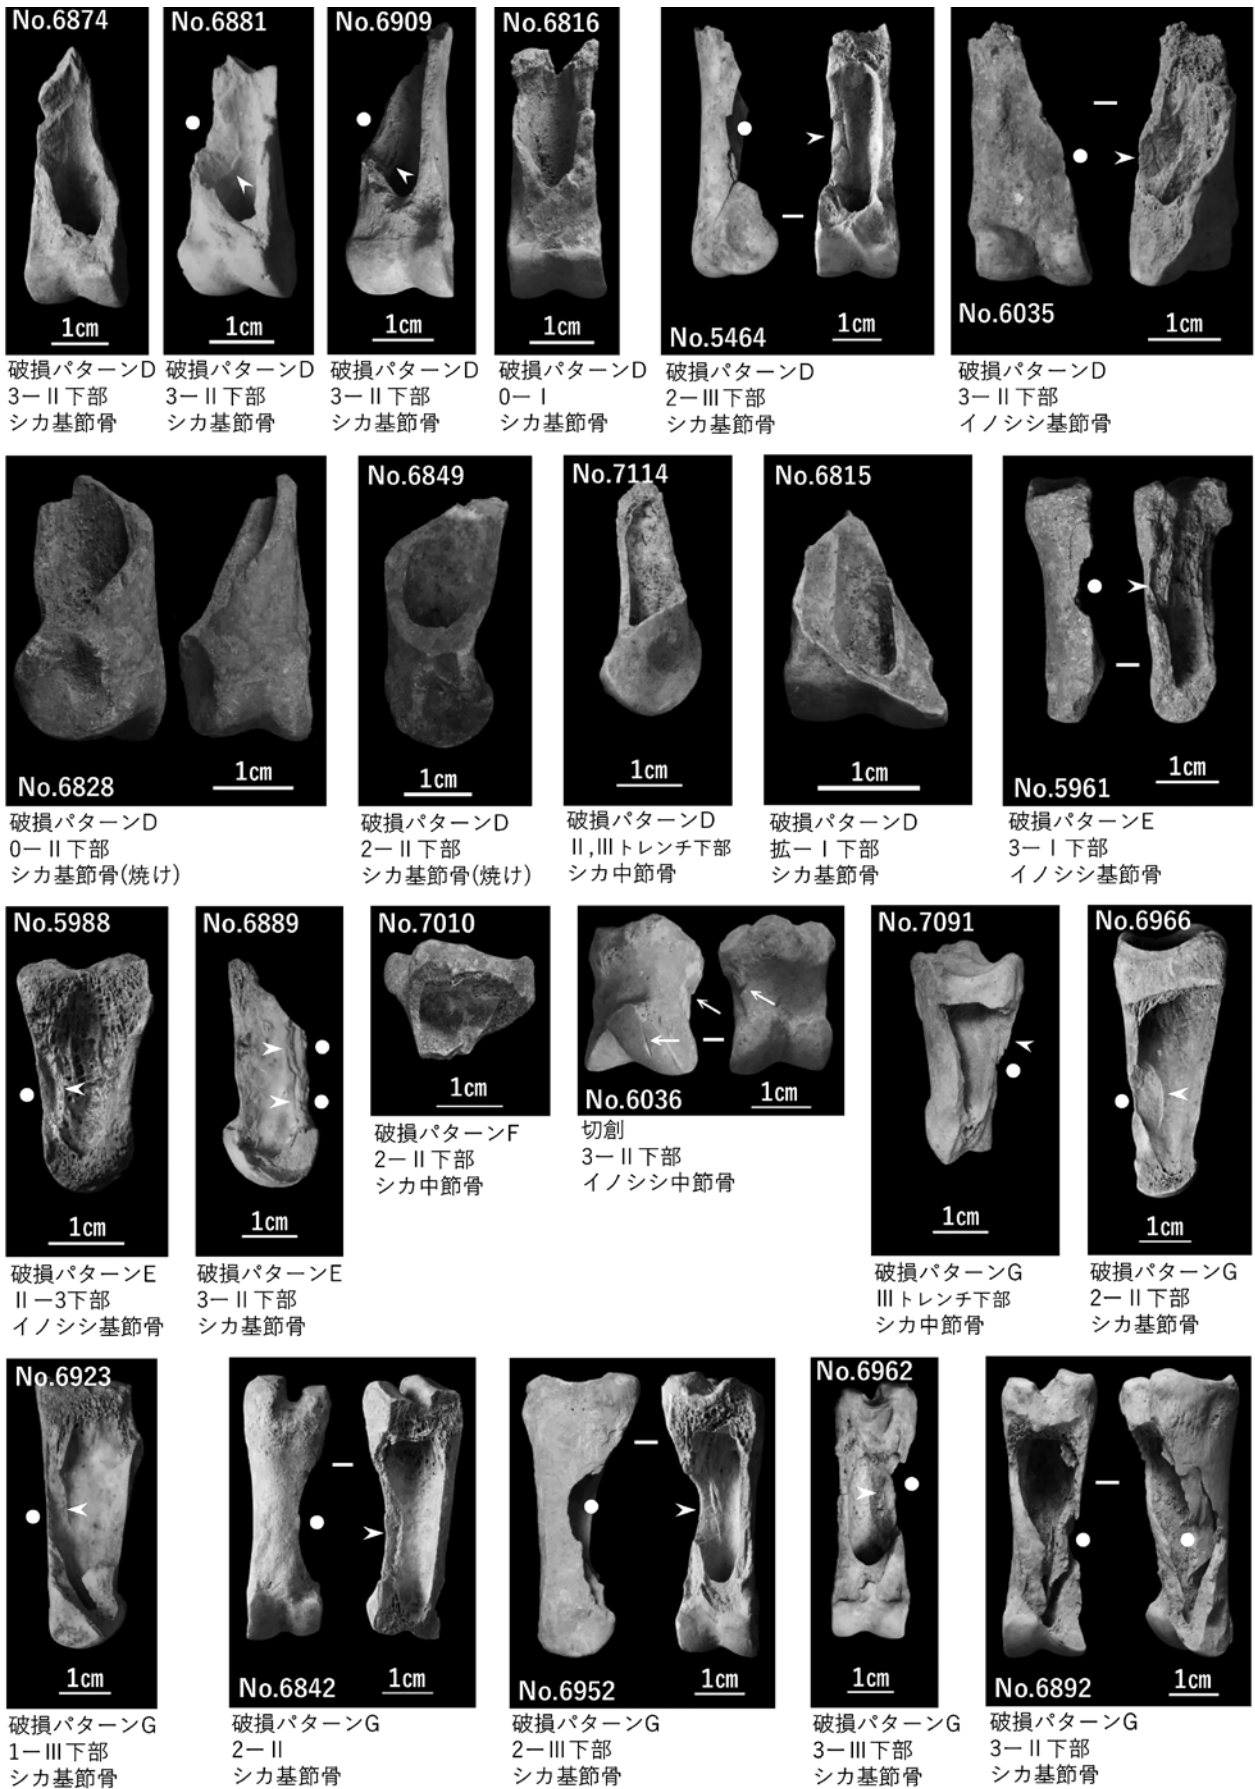 No.6874
1cm
破損パターンD
3ーⅡ下部
シカ基節骨
No.6881
1cm
破損パターンD
3ーⅡ下部
シカ基節骨
No.6909
1cm
破損パターンD
3ーⅡ下部
シカ基節骨
No.6816
1cm
破損パターンD
0ーⅠ
シカ基節骨
No.5464
1cm
破損パターンD
2ーⅢ下部
シカ基節骨
No.6035
1cm
破損パターンD
3ーⅡ下部
イノシシ基節骨
No.6828
1cm
破損パターンD
0ーⅡ下部
シカ基節骨(焼け)
No.6849
1cm
破損パターンD
2ーⅡ下部
シカ基節骨(焼け)
No.7114
1cm
破損パターンD
Ⅱ,Ⅲトレンチ下部
シカ中節骨
No.6815
1cm
破損パターンD
拡ーⅠ下部
シカ基節骨
No.5961
1cm
破損パターンE
3ーⅠ下部
イノシシ基節骨
No.5988
1cm
破損パターンE
Ⅱー3下部
イノシシ基節骨
No.6889
1cm
破損パターンE
3ーⅡ下部
シカ基節骨
No.7010
1cm
破損パターンF
2ーⅡ下部
シカ中節骨
No.6036
1cm
切創
3ーⅡ下部
イノシシ中節骨
No.7091
1cm
破損パターンG
Ⅲトレンチ下部
シカ中節骨
No.6966
1cm
破損パターンG
2ーⅡ下部
シカ基節骨
No.6923
1cm
破損パターンG
1ーⅢ下部
シカ基節骨
No.6842
1cm
破損パターンG
2ーⅡ
シカ基節骨
No.6952
1cm
破損パターンG
2ーⅢ下部
シカ基節骨
No.6962
1cm
破損パターンG
3ーⅢ下部
シカ基節骨
No.6892
1cm
破損パターンG
3ーⅡ下部
シカ基節骨